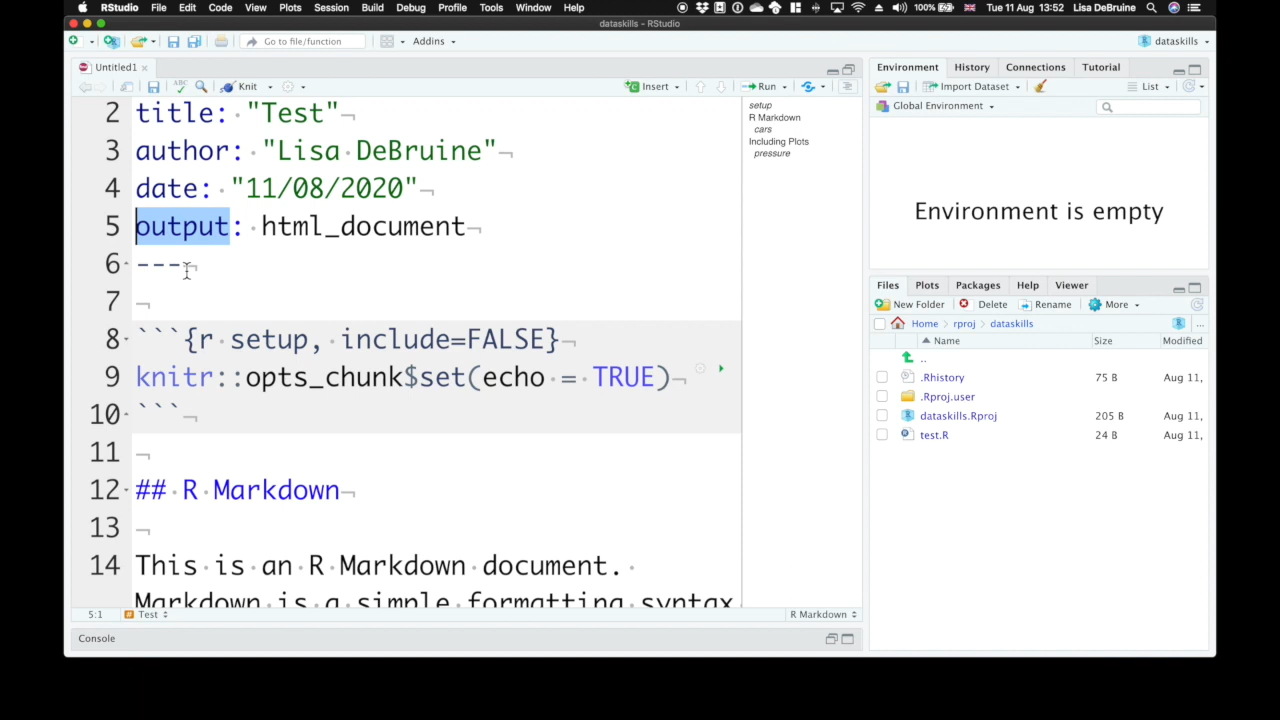 RStudio File Edit Code View Plots Session Build Debug Profile Tools Window Help 100% Tue 11 Aug 13:52 Lisa DeBruine
dataskills - RStudio
Go to file/function Addins dataskills
Untitled1
ABC Knit Insert Run
2 title: "Test"
3 author: "Lisa DeBruine"
4 date: "11/08/2020"
5 output: html_document
6 ---
7
8 ```{r setup, include=FALSE}
9 knitr::opts_chunk$set(echo = TRUE)
10 ```
11
12 ## R Markdown
13
14 This is an R Markdown document.
Markdown is a simple formatting syntax
setup
R Markdown
cars
Including Plots
pressure
5:1 Test R Markdown
Console
Environment History Connections Tutorial
Import Dataset List
Global Environment
Environment is empty
Files Plots Packages Help Viewer
New Folder Delete Rename More
Home rproj dataskills ...
Name Size Modified
..
.Rhistory 75 B Aug 11,
.Rproj.user
dataskills.Rproj 205 B Aug 11,
test.R 24 B Aug 11,